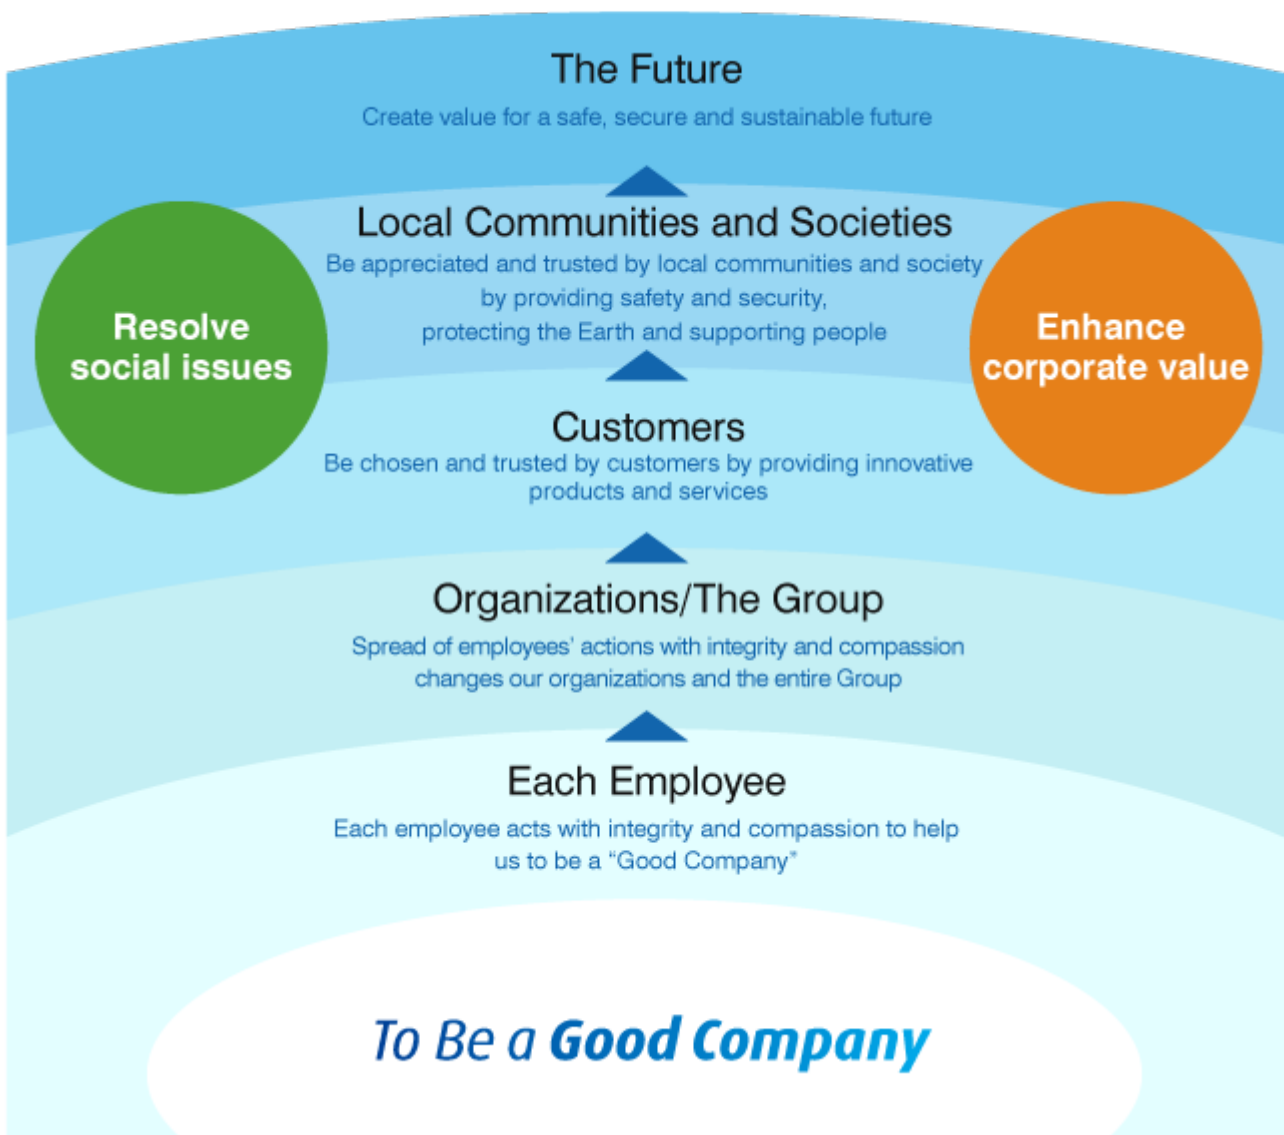 The Future
Create value for a safe, secure and sustainable future
Local Communities and Societies
Be appreciated and trusted by local communities and society
by providing safety and security,
protecting the Earth and supporting people
Resolve
social issues
Enhance
corporate value
Customers
Be chosen and trusted by customers by providing innovative
products and services
Organizations/The Group
Spread of employees’ actions with integrity and compassion
changes our organizations and the entire Group
Each Employee
Each employee acts with integrity and compassion to help
us to be a “Good Company”
To Be a Good Company